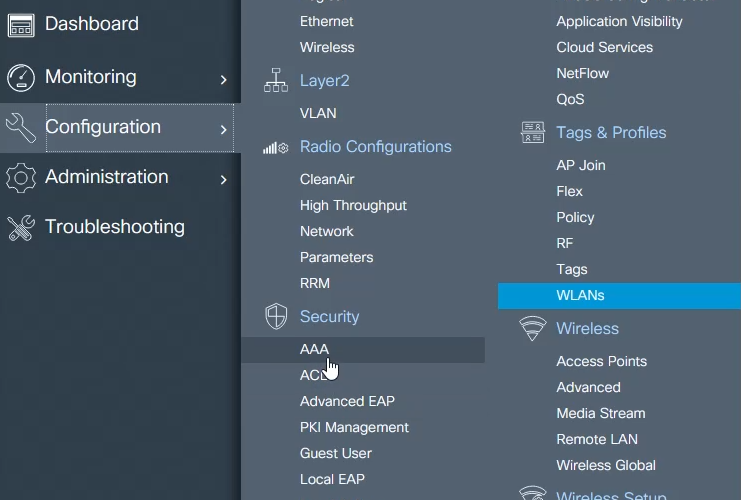 Dashboard
Monitoring
Configuration
Administration
Troubleshooting
Ethernet
Wireless
Layer2
VLAN
Radio Configurations
CleanAir
High Throughput
Network
Parameters
RRM
Security
AAA
ACL
Advanced EAP
PKI Management
Guest User
Local EAP
Application Visibility
Cloud Services
NetFlow
QoS
Tags & Profiles
AP Join
Flex
Policy
RF
Tags
WLANs
Wireless
Access Points
Advanced
Media Stream
Remote LAN
Wireless Global
Wireless Setup